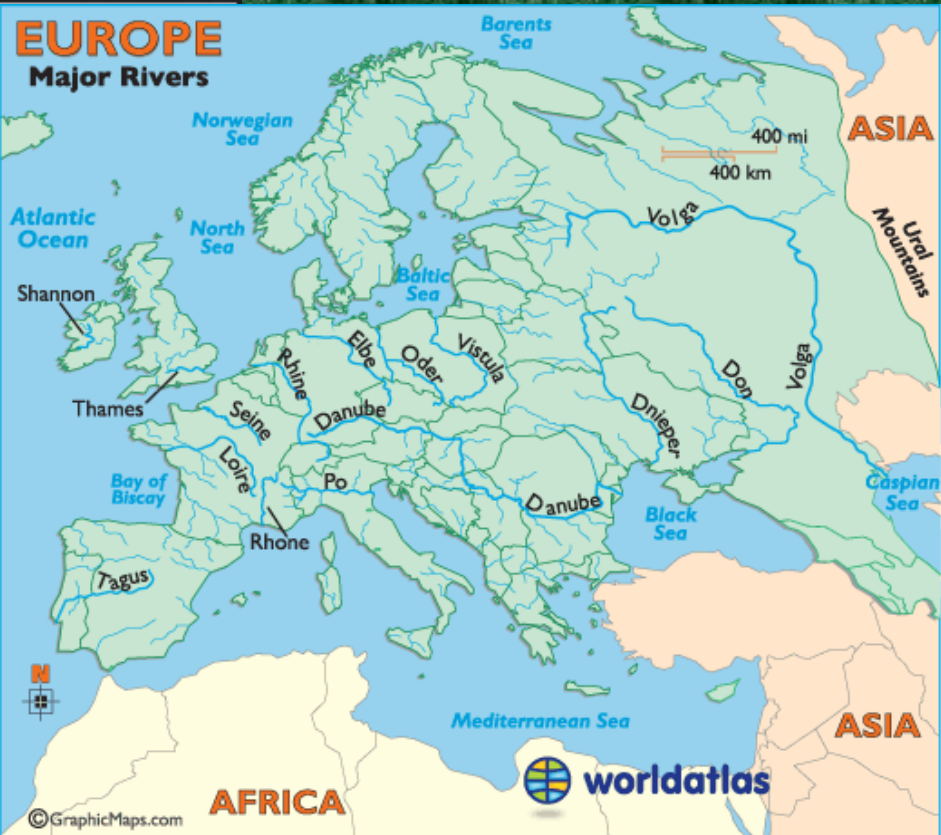 EUROPE
Major Rivers
Barents
Sea
Norwegian
Sea
ASIA
400 mi
400 km
Atlantic
Ocean
North
Sea
Volga
Ural
Mountains
Baltic
Sea
Shannon
Thames
Rhine
Elbe
Oder
Vistula
Don
Volga
Seine
Danube
Dnieper
Loire
Bay of
Biscay
Po
Danube
Caspian
Sea
Black
Sea
Rhone
Tagus
N
Mediterranean Sea
ASIA
worldatlas
AFRICA
©GraphicMaps.com